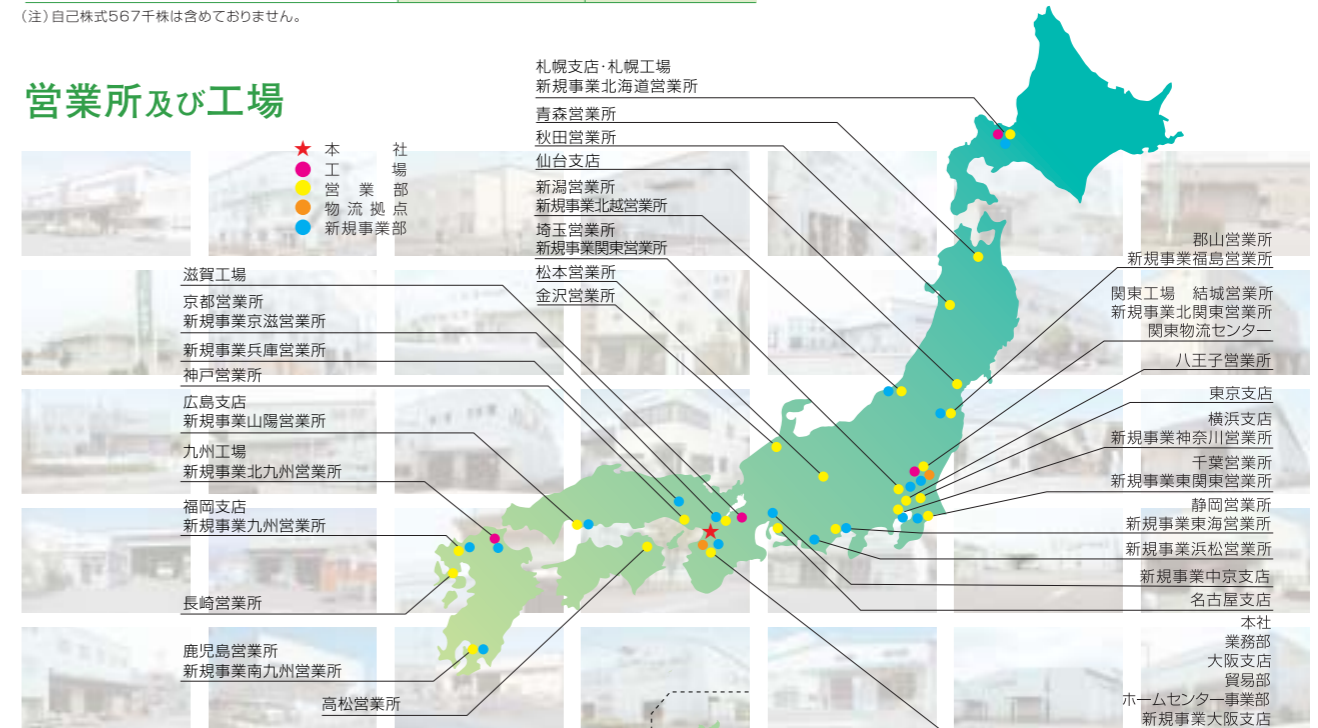 (注)自己株式567千株は含めておりません。
営業所及び工場
★ 本社
● 工場
● 営業部
● 物流拠点
● 新規事業部
札幌支店・札幌工場
新規事業北海道営業所
青森営業所
秋田営業所
仙台支店
新潟営業所
新規事業北越営業所
埼玉営業所
新規事業関東営業所
松本営業所
金沢営業所
滋賀工場
京都営業所
新規事業京滋営業所
新規事業兵庫営業所
神戸営業所
広島支店
新規事業山陽営業所
九州工場
新規事業北九州営業所
福岡支店
新規事業九州営業所
長崎営業所
鹿児島営業所
新規事業南九州営業所
高松営業所
郡山営業所
新規事業福島営業所
関東工場 結城営業所
新規事業北関東営業所
関東物流センター
八王子営業所
東京支店
横浜支店
新規事業神奈川営業所
千葉営業所
新規事業東関東営業所
静岡営業所
新規事業東海営業所
新規事業浜松営業所
新規事業中京支店
名古屋支店
本社
業務部
大阪支店
貿易部
ホームセンター事業部
新規事業大阪支店